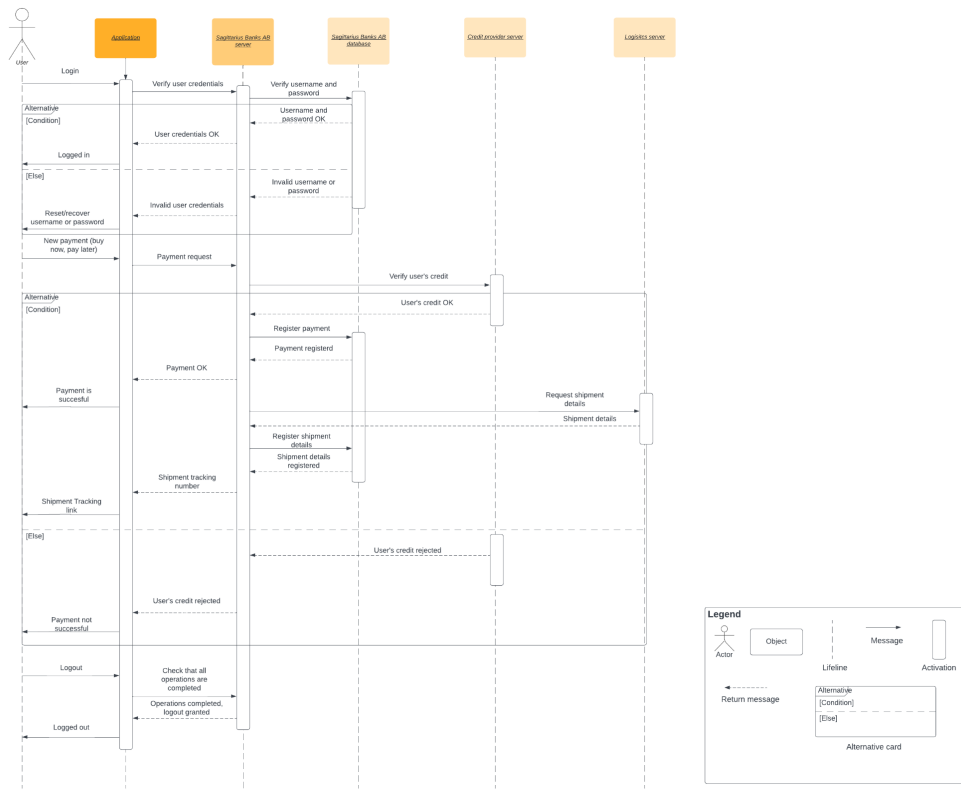 User
Application
Sagittarius Banks AB
server
Sagittarius Banks AB
database
Credit provider server
Logisitcs server
Login
Verify user credentials
Verify username and
password
Alternative
[Condition]
Username and
password OK
User credentials OK
Logged in
[Else]
Invalid username or
password
Invalid user credentials
Reset/recover
username or password
New payment (buy
now, pay later)
Payment request
Verify user's credit
Alternative
[Condition]
User's credit OK
Register payment
Payment registerd
Payment OK
Payment is
succesful
Request shipment
details
Shipment details
Register shipment
details
Shipment details
registered
Shipment tracking
number
Shipment Tracking
link
[Else]
User's credit rejected
User's credit rejected
Payment not
successful
Logout
Check that all
operations are
completed
Operations completed,
logout granted
Logged out
Legend
Actor
Object
Lifeline
Message
Activation
Return message
Alternative
[Condition]
[Else]
Alternative card